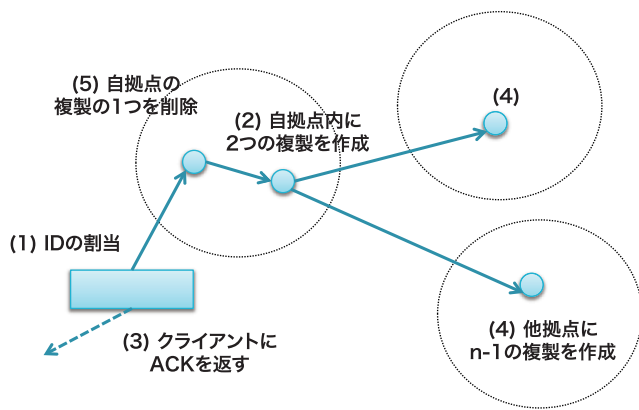 (5) 自拠点の
複製の1つを削除
(2) 自拠点内に
2つの複製を作成
(4)
(1) IDの割当
(3) クライアントに
ACKを返す
(4) 他拠点に
n-1の複製を作成